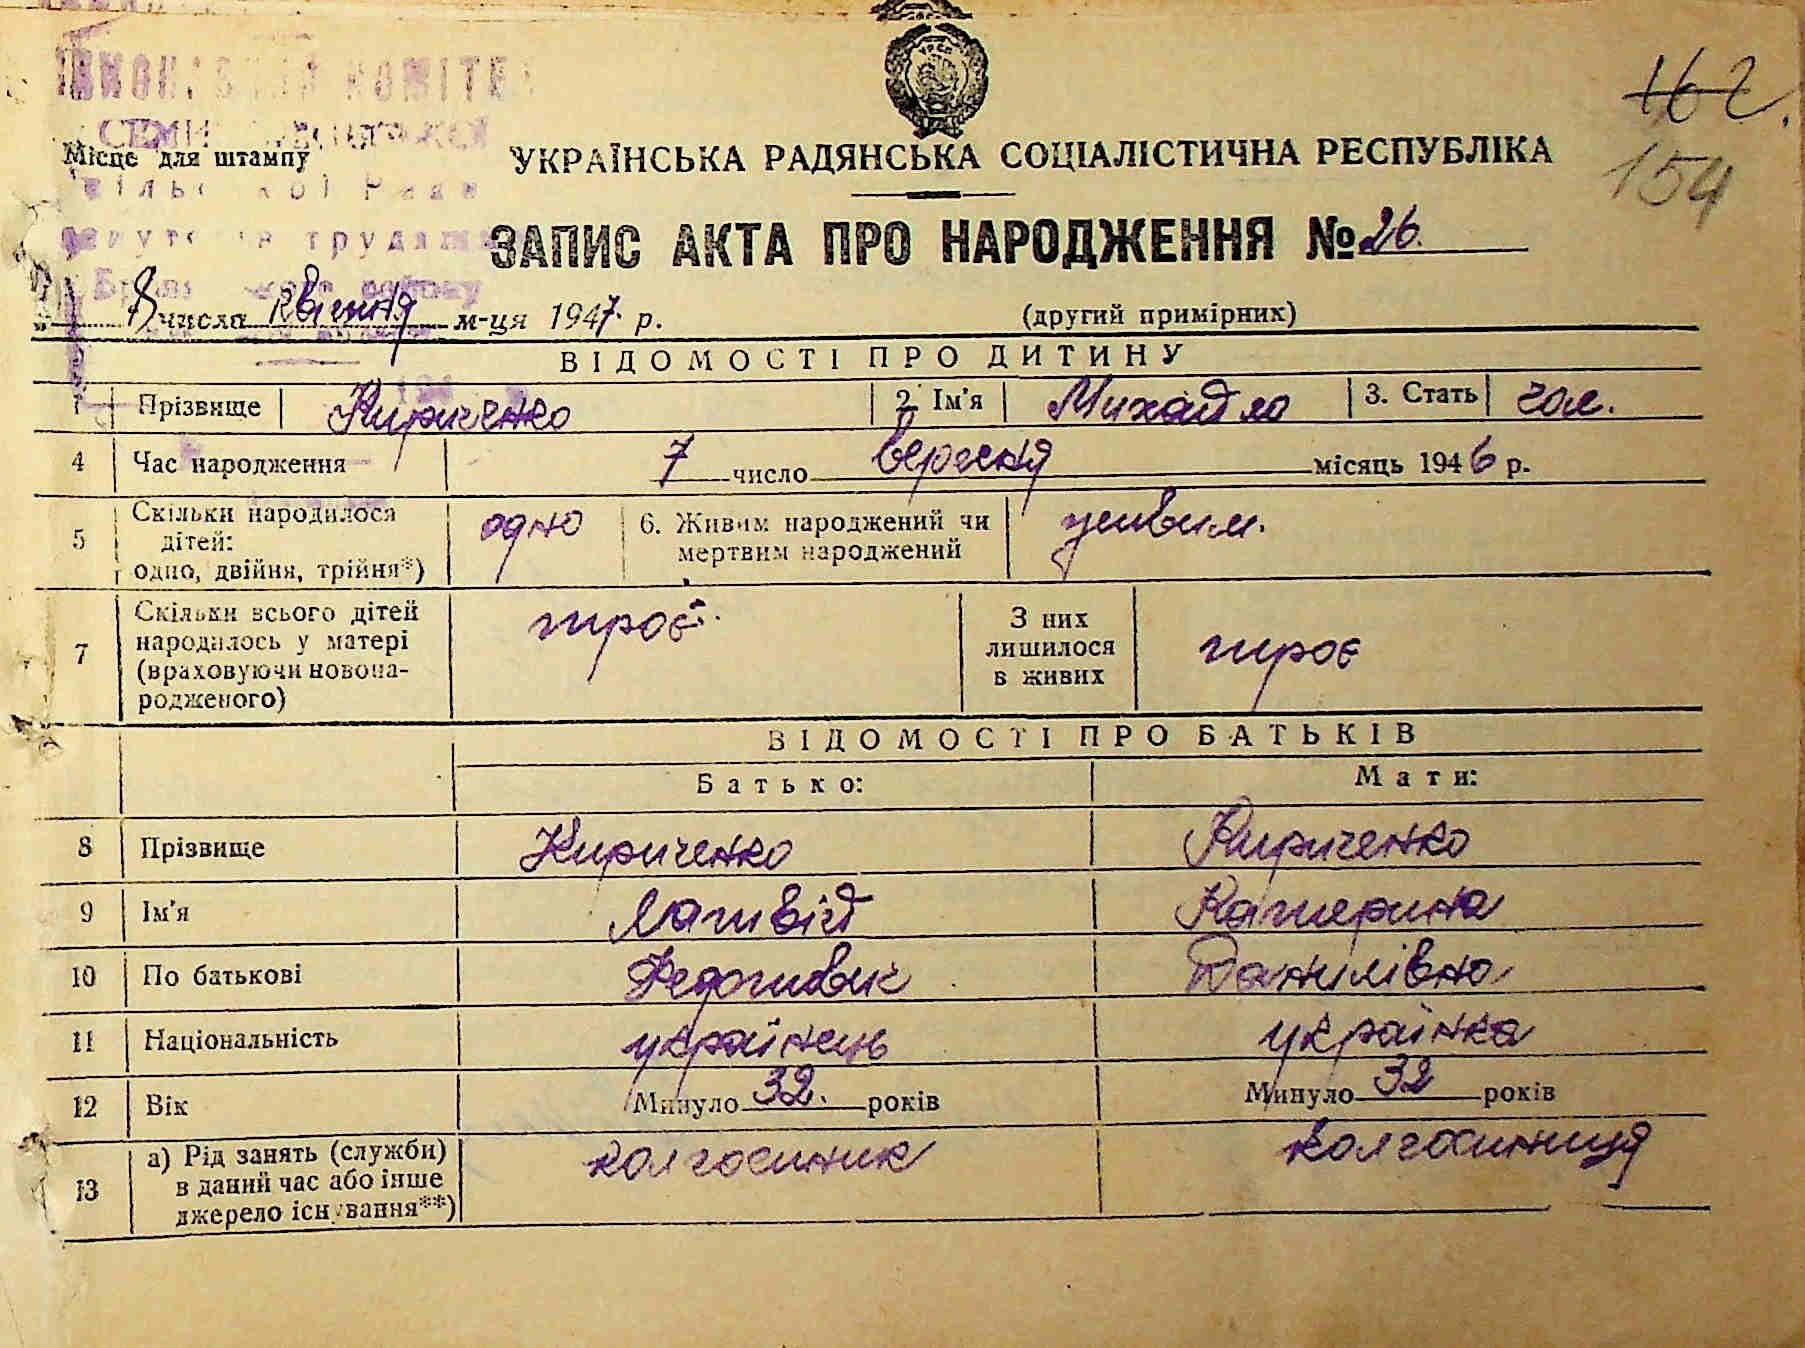 162.
154
УРСР
Місце для штампу
УКРАЇНСЬКА РАДЯНСЬКА СОЦІАЛІСТИЧНА РЕСПУБЛІКА
ЗАПИС АКТА ПРО НАРОДЖЕННЯ № 26.
"8" числа квітня м-ця 1947 р. (другий примірних)
ВІДОМОСТІ ПРО ДИТИНУ
1 Прізвище Кириченко 2. Ім'я Михайло 3. Стать чол.
4 Час народження 7 число вересня місяць 1946 р.
5 Скільки народилося дітей: одно, двійня, трійня*) одно 6. Живим народжений чи мертвим народжений живим.
7 Скільки всього дітей народилось у матері (враховуючи новонародженого) троє З них лишилося в живих троє
ВІДОМОСТІ ПРО БАТЬКІВ
Батько: Мати:
8 Прізвище Кириченко Кириченко
9 Ім'я Катерина
10 По батькові Данилівна
11 Національність українець українка
12 Вік Минуло 32. років Минуло 32 років
13 а) Рід занять (служби) в даний час або інше джерело існування**) колгоспник колгоспниця